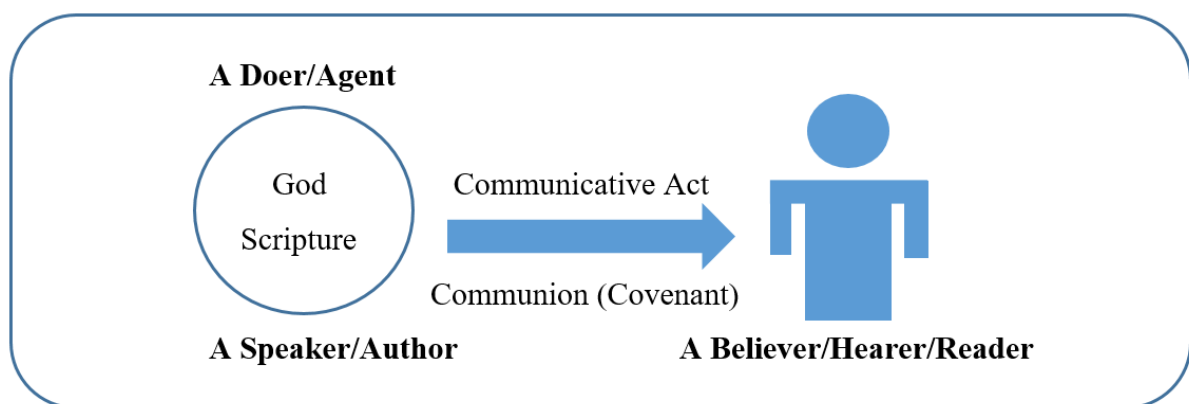 A Doer/Agent
God
Scripture
Communicative Act
Communion (Covenant)
A Speaker/Author
A Believer/Hearer/Reader